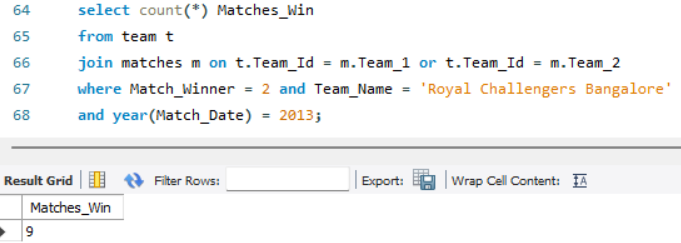 64 select count(*) Matches_Win
65 from team t
66 join matches m on t.Team_Id = m.Team_1 or t.Team_Id = m.Team_2
67 where Match_Winner = 2 and Team_Name = 'Royal Challengers Bangalore'
68 and year(Match_Date) = 2013;
Result Grid Filter Rows: Export: Wrap Cell Content: IA
Matches_Win
9